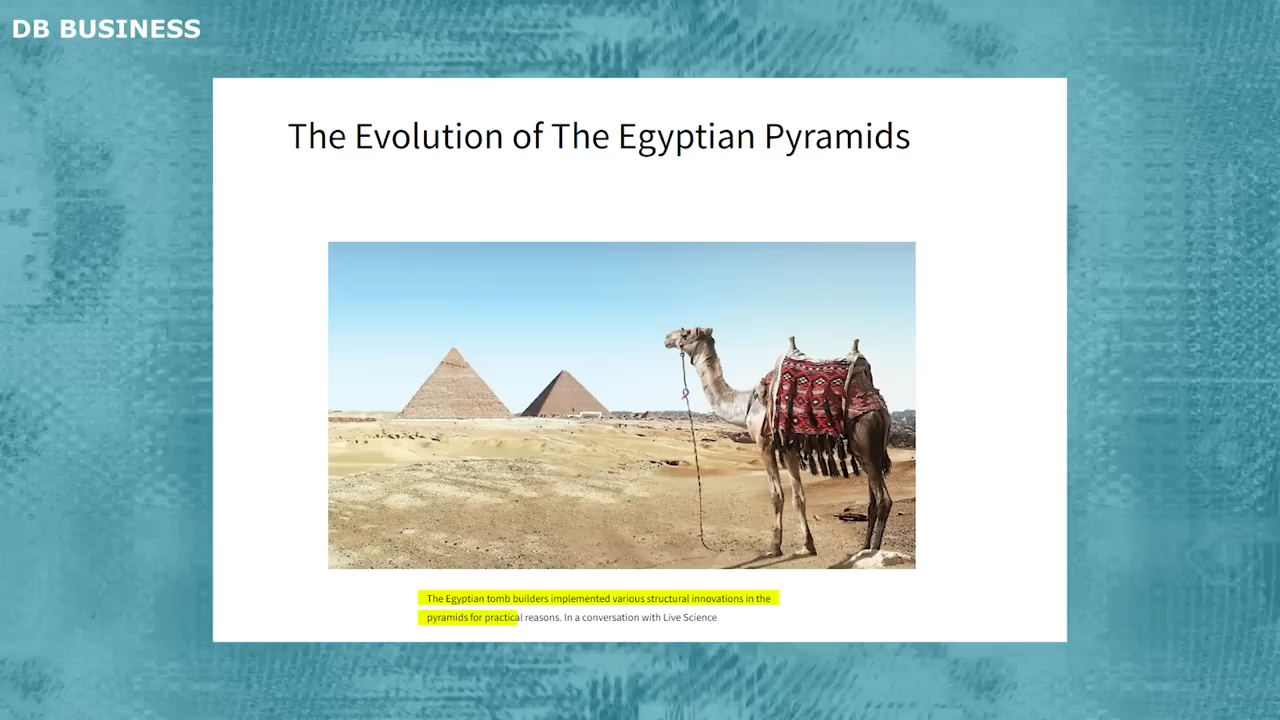 DB BUSINESS
The Evolution of The Egyptian Pyramids
The Egyptian tomb builders implemented various structural innovations in the
pyramids for practical reasons. In a conversation with Live Science